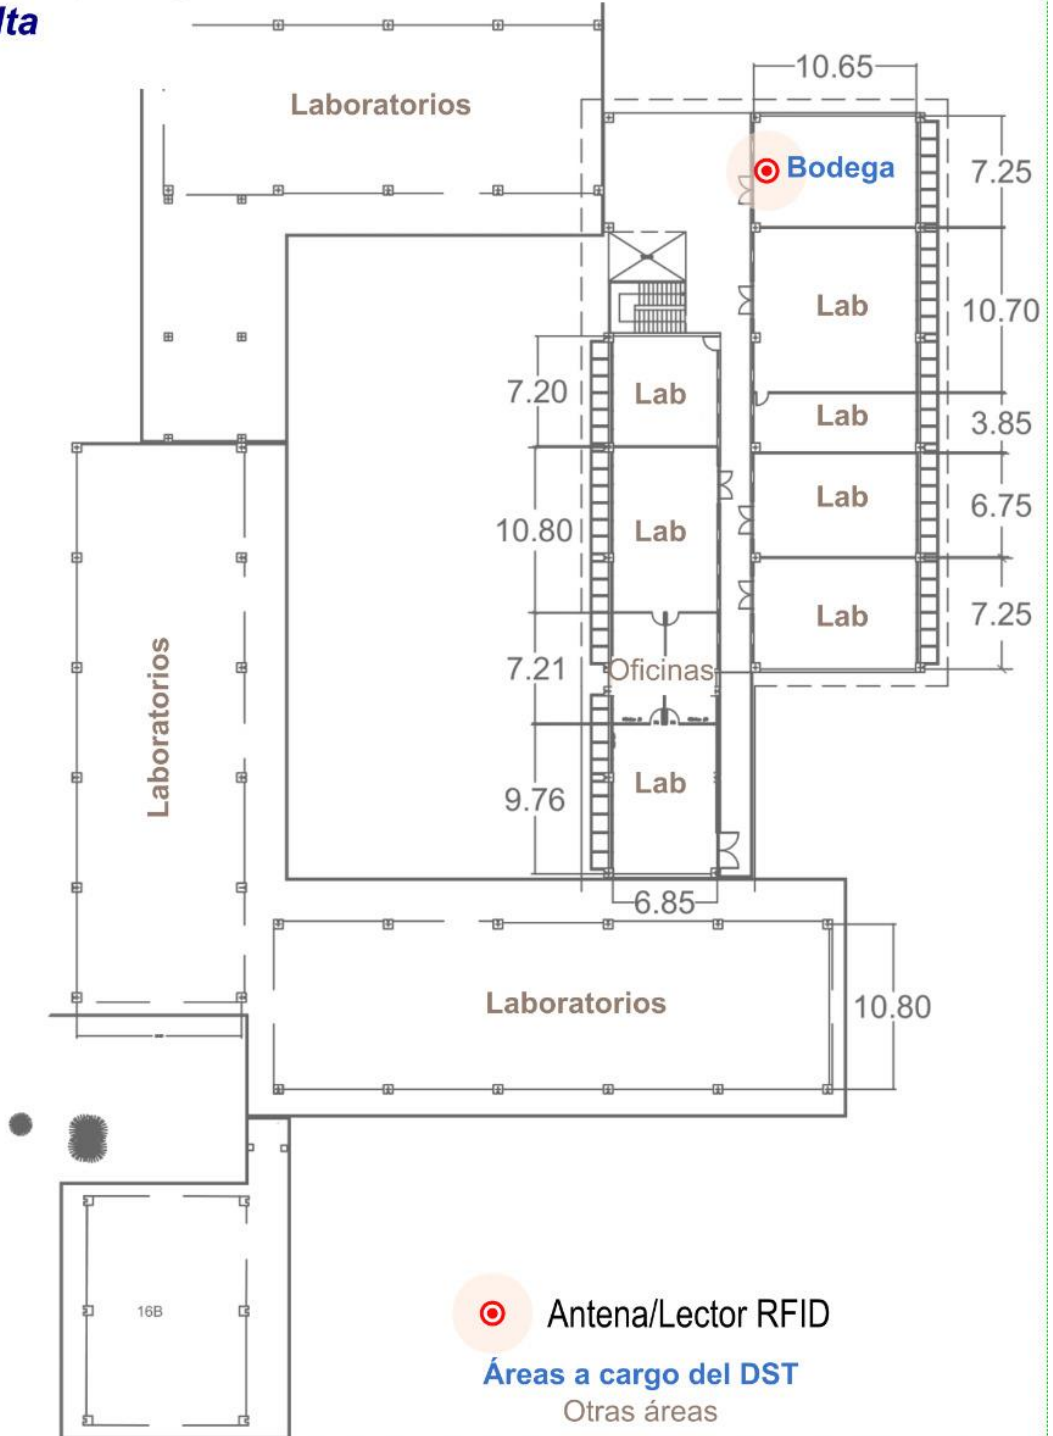 lta
Laboratorios
10.65
Bodega
7.25
Lab
10.70
7.20
Lab
Lab
3.85
10.80
Lab
Lab
6.75
Lab
7.25
Laboratorios
7.21
Oficinas
Lab
9.76
6.85
Laboratorios
10.80
16B
Antena/Lector RFID
Áreas a cargo del DST
Otras áreas